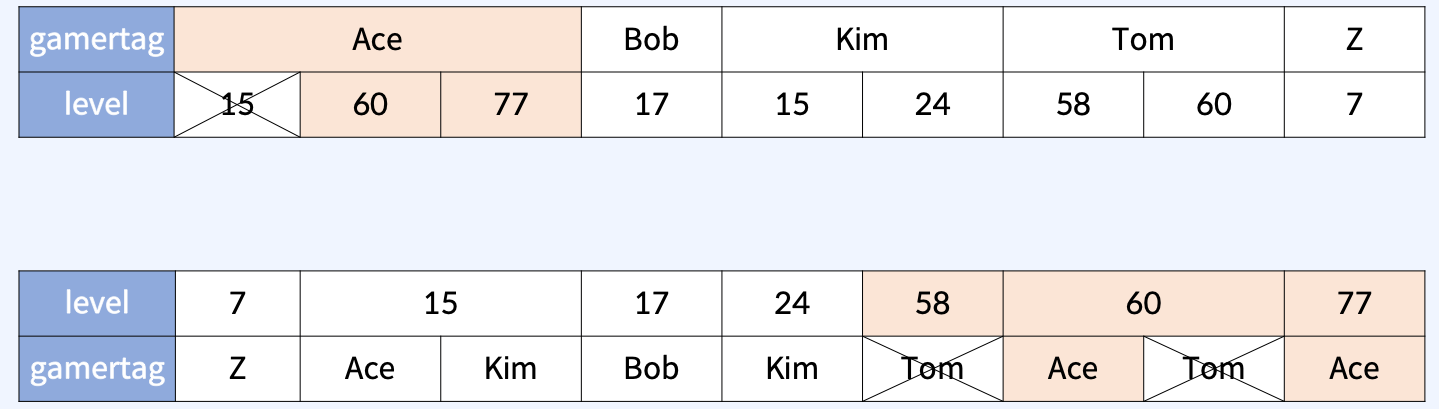 gamertag Ace Bob Kim Tom Z
level 15 60 77 17 15 24 58 60 7
level 7 15 17 24 58 60 77
gamertag Z Ace Kim Bob Kim Tom Ace Tom Ace